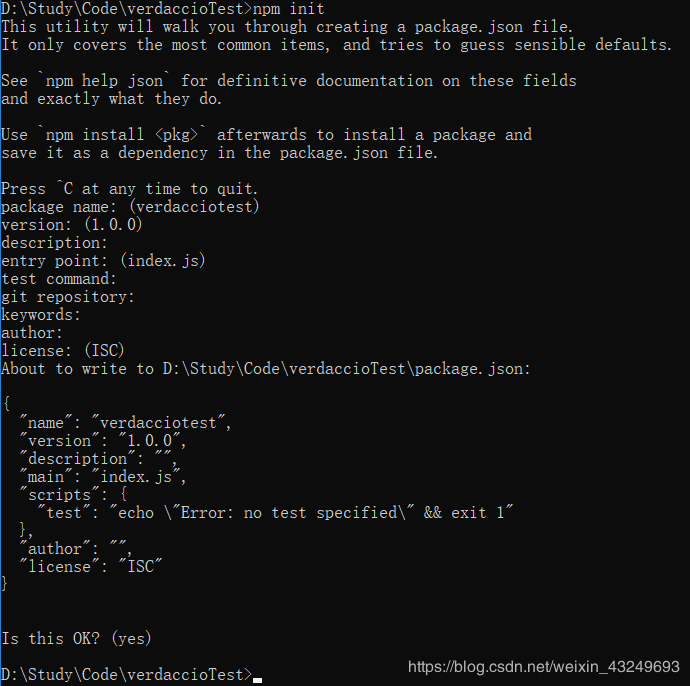 D:\Study\Code\verdaccioTest>npm init
This utility will walk you through creating a package.json file.
It only covers the most common items, and tries to guess sensible defaults.
See `npm help json` for definitive documentation on these fields
and exactly what they do.
Use `npm install <pkg>` afterwards to install a package and
save it as a dependency in the package.json file.
Press ^C at any time to quit.
package name: (verdacciotest)
version: (1.0.0)
description:
entry point: (index.js)
test command:
git repository:
keywords:
author:
license: (ISC)
About to write to D:\Study\Code\verdaccioTest\package.json:
{
  "name": "verdacciotest",
  "version": "1.0.0",
  "description": "",
  "main": "index.js",
  "scripts": {
    "test": "echo \"Error: no test specified\" && exit 1"
  },
  "author": "",
  "license": "ISC"
}
Is this OK? (yes)
D:\Study\Code\verdaccioTest>
https://blog.csdn.net/weixin_43249693